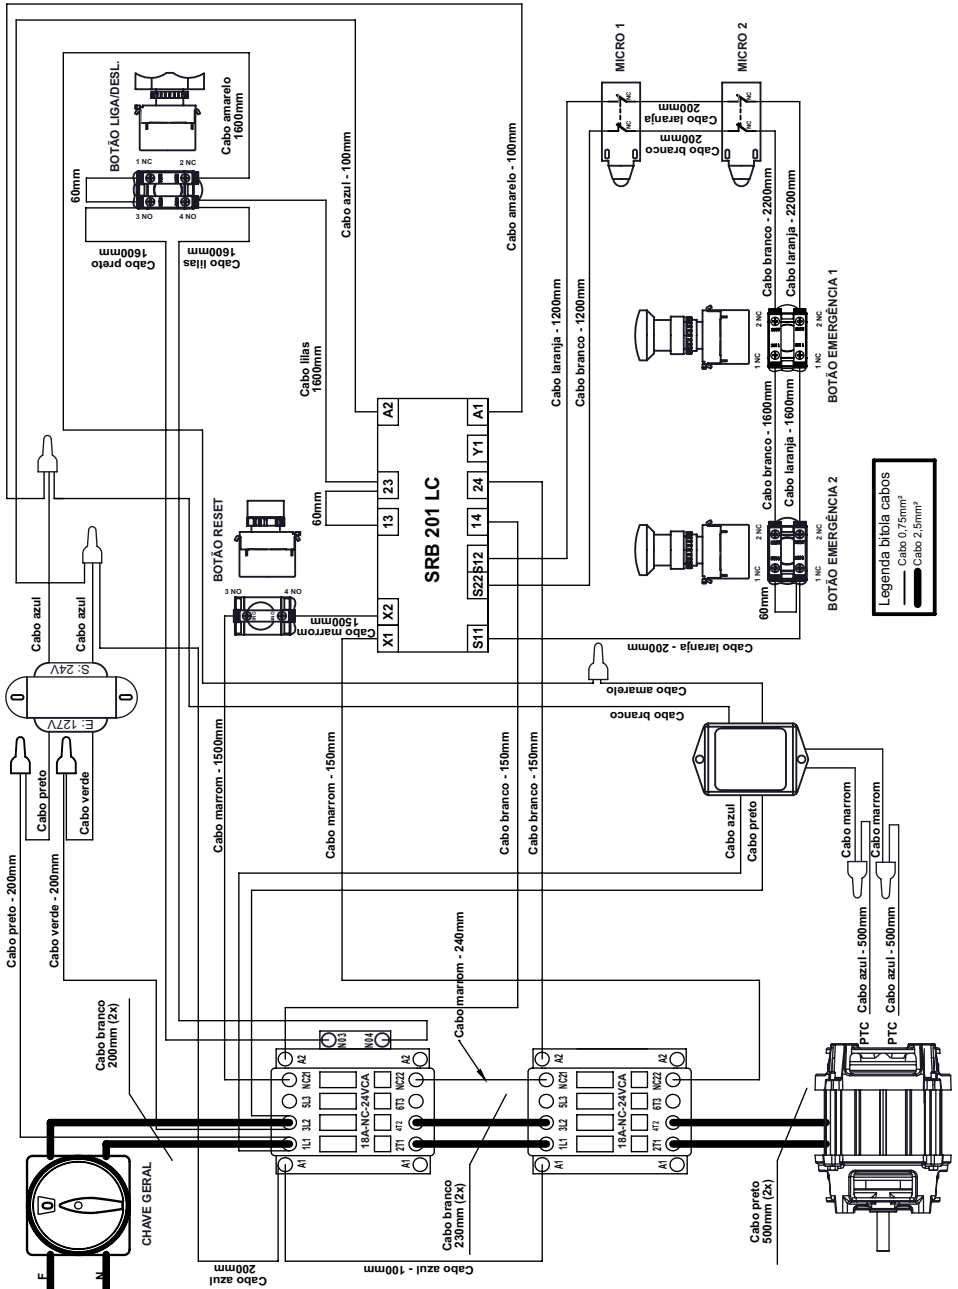 MICRO 1
MICRO 2
BOTÃO LIGA/DESL.
Cabo amarelo
1600mm
1 NC
2 NC
3 NO
4 NO
60mm
Cabo preto
1600mm
Cabo lilas
1600mm
Cabo azul - 100mm
Cabo amarelo - 100mm
NC
NC
NC
NC
Cabo laranja
200mm
Cabo branco
200mm
Cabo laranja - 1200mm
Cabo branco - 1200mm
Cabo branco - 2200mm
Cabo laranja - 2200mm
Cabo lilas
1600mm
60mm
BOTÃO RESET
3 NO
4 NO
Cabo marrom
1500mm
SRB 201 LC
A2
23
13
X2
X1
A1
Y1
24
14
S12
S22
S11
1 NC
2 NC
1 NC
2 NC
BOTÃO EMERGÊNCIA 1
Cabo branco - 1600mm
Cabo laranja - 1600mm
1 NC
2 NC
1 NC
2 NC
BOTÃO EMERGÊNCIA 2
60mm
Legenda bitola cabos
Cabo 0,75mm²
Cabo 2,5mm²
Cabo azul
Cabo azul
S: 24V
E: 127V
Cabo preto
Cabo verde
Cabo preto - 200mm
Cabo verde - 200mm
Cabo marrom - 1500mm
Cabo marrom - 150mm
Cabo branco - 150mm
Cabo branco - 150mm
Cabo laranja - 200mm
Cabo amarelo
Cabo branco
Cabo azul
Cabo preto
Cabo marrom
Cabo marrom
Cabo azul - 500mm
Cabo azul - 500mm
PTC
PTC
Cabo branco
200mm (2x)
Cabo marrom - 240mm
CHAVE GERAL
O
F
N
NO3
NO4
A2
A2
NC21
5L3
3L2
1L1
A1
18A-NC-24VCA
NC22
6T3
4T2
2T1
A1
A2
A2
NC21
5L3
3L2
1L1
A1
18A-NC-24VCA
NC22
6T3
4T2
2T1
A1
Cabo branco
230mm (2x)
Cabo azul
200mm
Cabo azul - 100mm
Cabo preto
500mm (2x)